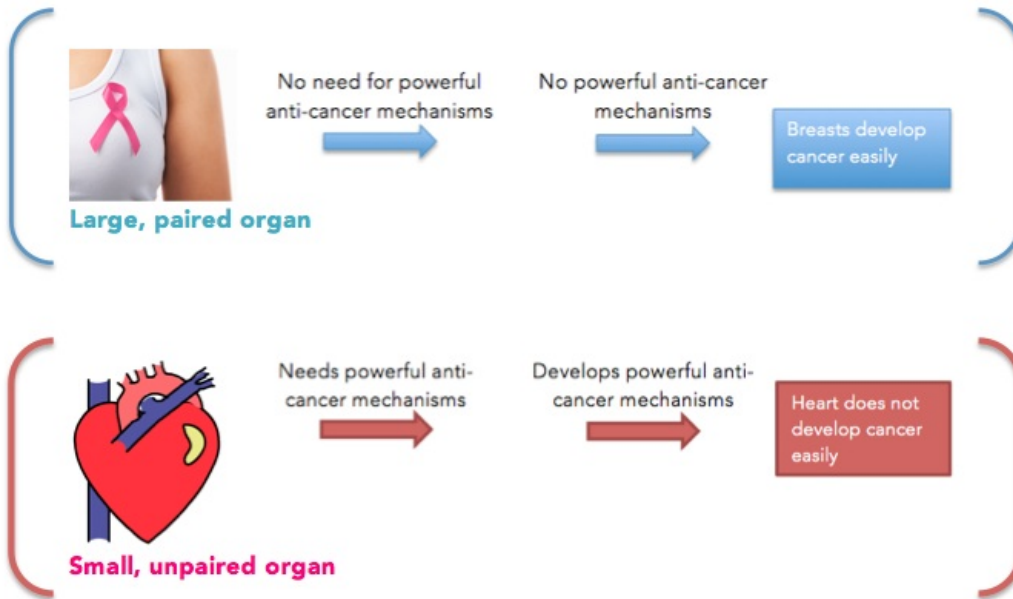 No need for powerful
anti-cancer mechanisms
No powerful anti-cancer
mechanisms
Breasts develop
cancer easily
Large, paired organ
Needs powerful anti-
cancer mechanisms
Develops powerful anti-
cancer mechanisms
Heart does not
develop cancer
easily
Small, unpaired organ